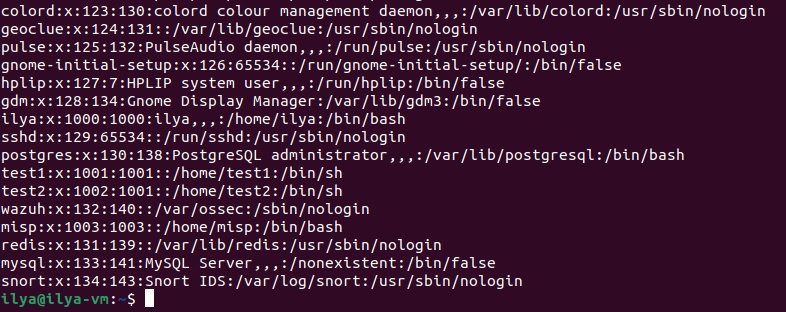 colord:x:123:130:colord colour management daemon,,,:/var/lib/colord:/usr/sbin/nologin
geoclue:x:124:131::/var/lib/geoclue:/usr/sbin/nologin
pulse:x:125:132:PulseAudio daemon,,,:/run/pulse:/usr/sbin/nologin
gnome-initial-setup:x:126:65534::/run/gnome-initial-setup/:/bin/false
hplip:x:127:7:HPLIP system user,,,:/run/hplip:/bin/false
gdm:x:128:134:Gnome Display Manager:/var/lib/gdm3:/bin/false
ilya:x:1000:1000:ilya,,,:/home/ilya:/bin/bash
sshd:x:129:65534::/run/sshd:/usr/sbin/nologin
postgres:x:130:138:PostgreSQL administrator,,,:/var/lib/postgresql:/bin/bash
test1:x:1001:1001::/home/test1:/bin/sh
test2:x:1002:1001::/home/test2:/bin/sh
wazuh:x:132:140::/var/ossec:/sbin/nologin
misp:x:1003:1003::/home/misp:/bin/bash
redis:x:131:139::/var/lib/redis:/usr/sbin/nologin
mysql:x:133:141:MySQL Server,,,:/nonexistent:/bin/false
snort:x:134:143:Snort IDS:/var/log/snort:/usr/sbin/nologin
ilya@ilya-vm:~$